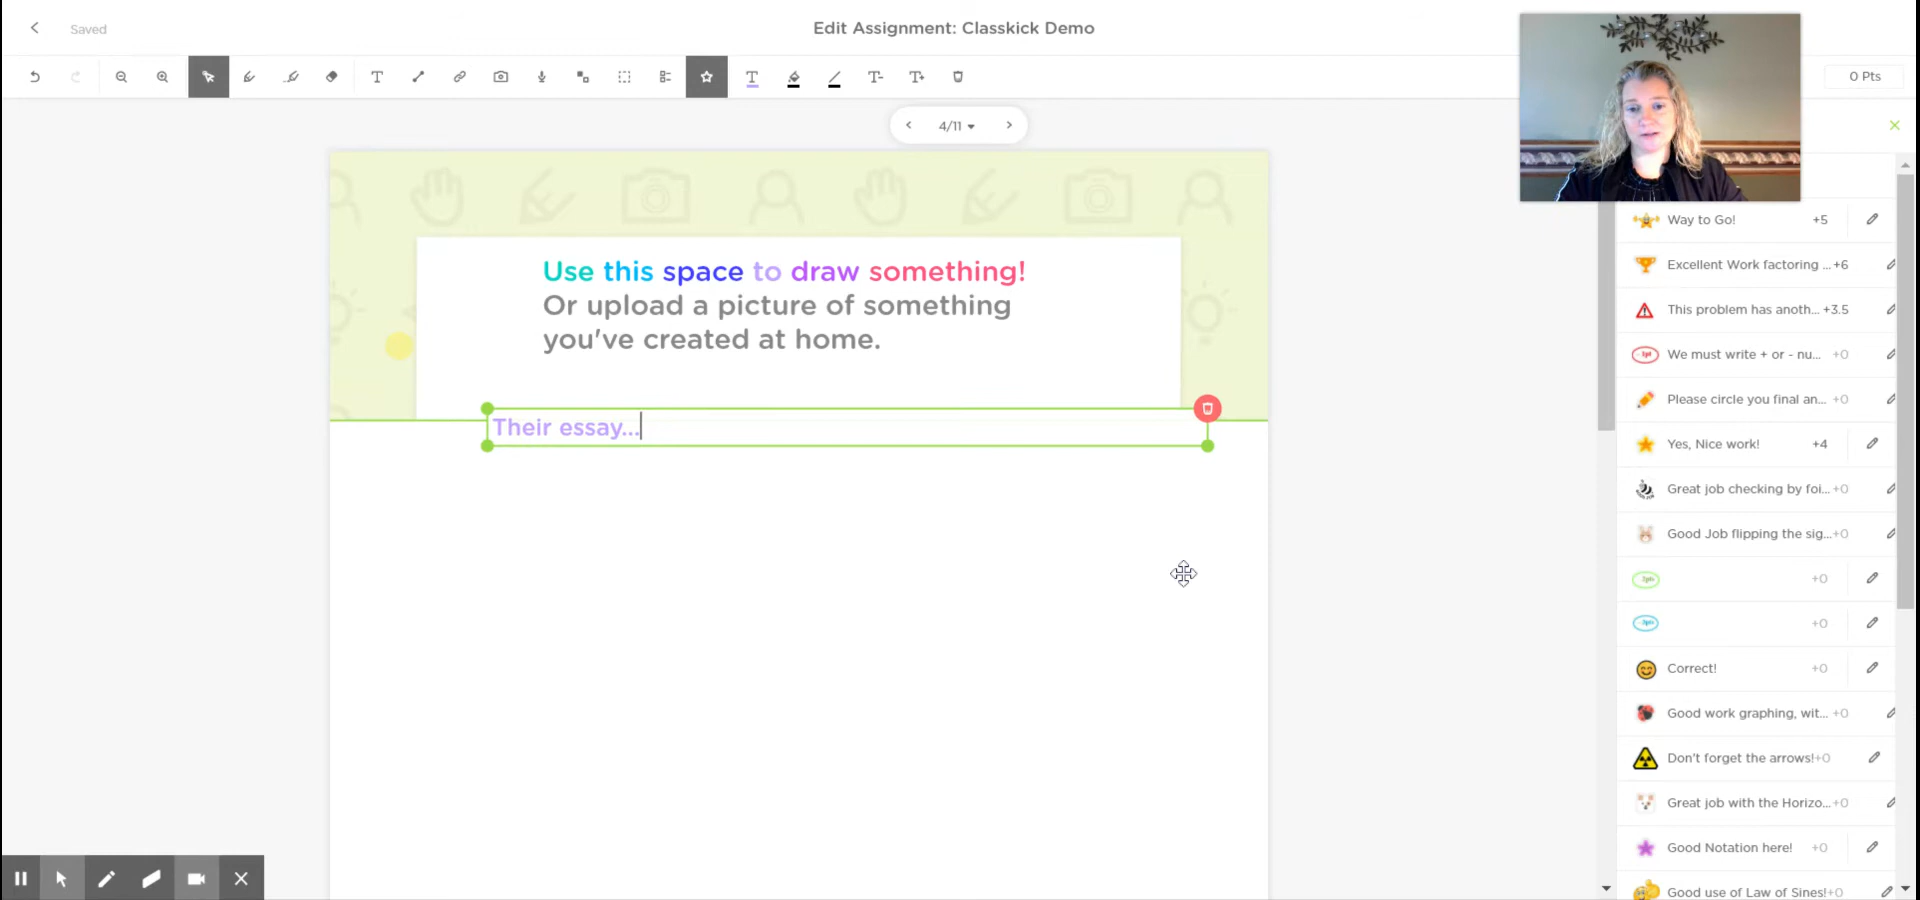 Saved
Edit Assignment: Classkick Demo
0 Pts
4/11
Use this space to draw something!
Or upload a picture of something
you've created at home.
Their essay...
Way to Go! +5
Excellent Work factoring ... +6
This problem has anoth... +3.5
We must write + or - nu... +0
Please circle you final an... +0
Yes, Nice work! +4
Great job checking by foi... +0
Good Job flipping the sig... +0
+0
+0
Correct! +0
Good work graphing, wit... +0
Don't forget the arrows! +0
Great job with the Horizo... +0
Good Notation here! +0
Good use of Law of Sines! +0